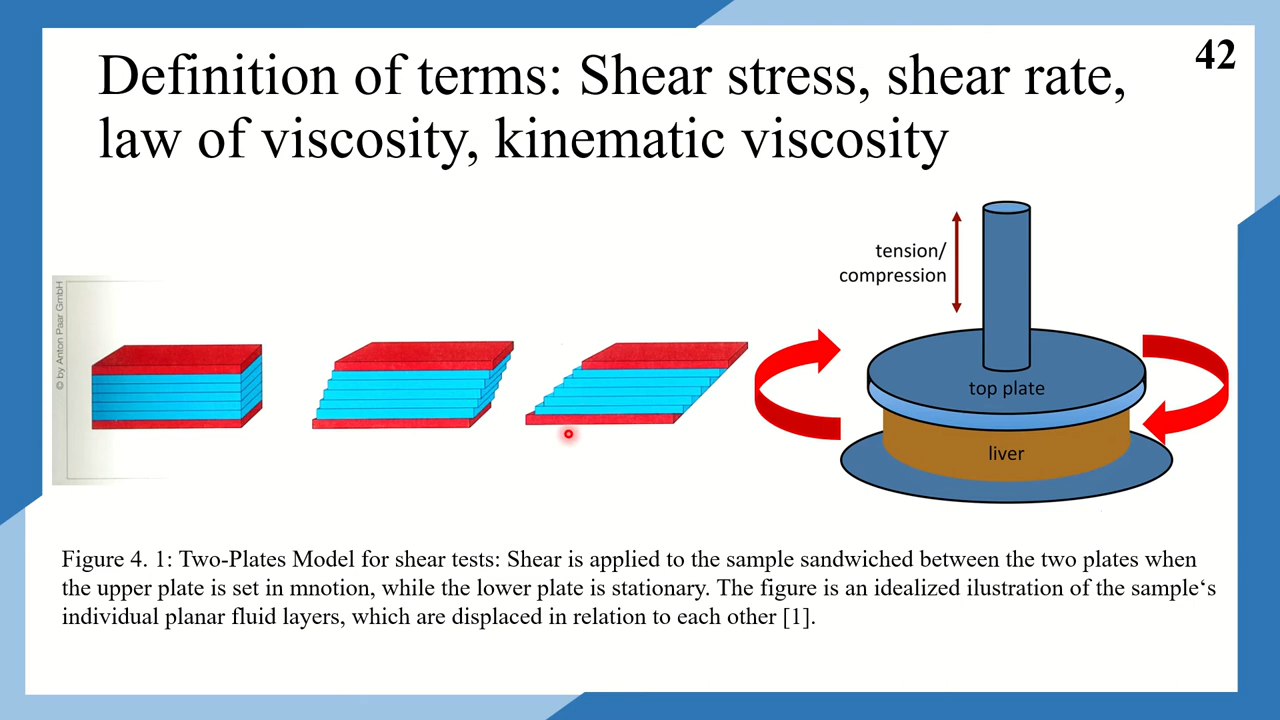 42
Definition of terms: Shear stress, shear rate,
law of viscosity, kinematic viscosity
© by Anton Paar GmbH
tension/
compression
top plate
liver
Figure 4. 1: Two-Plates Model for shear tests: Shear is applied to the sample sandwiched between the two plates when
the upper plate is set in mnotion, while the lower plate is stationary. The figure is an idealized ilustration of the sample‘s
individual planar fluid layers, which are displaced in relation to each other [1].